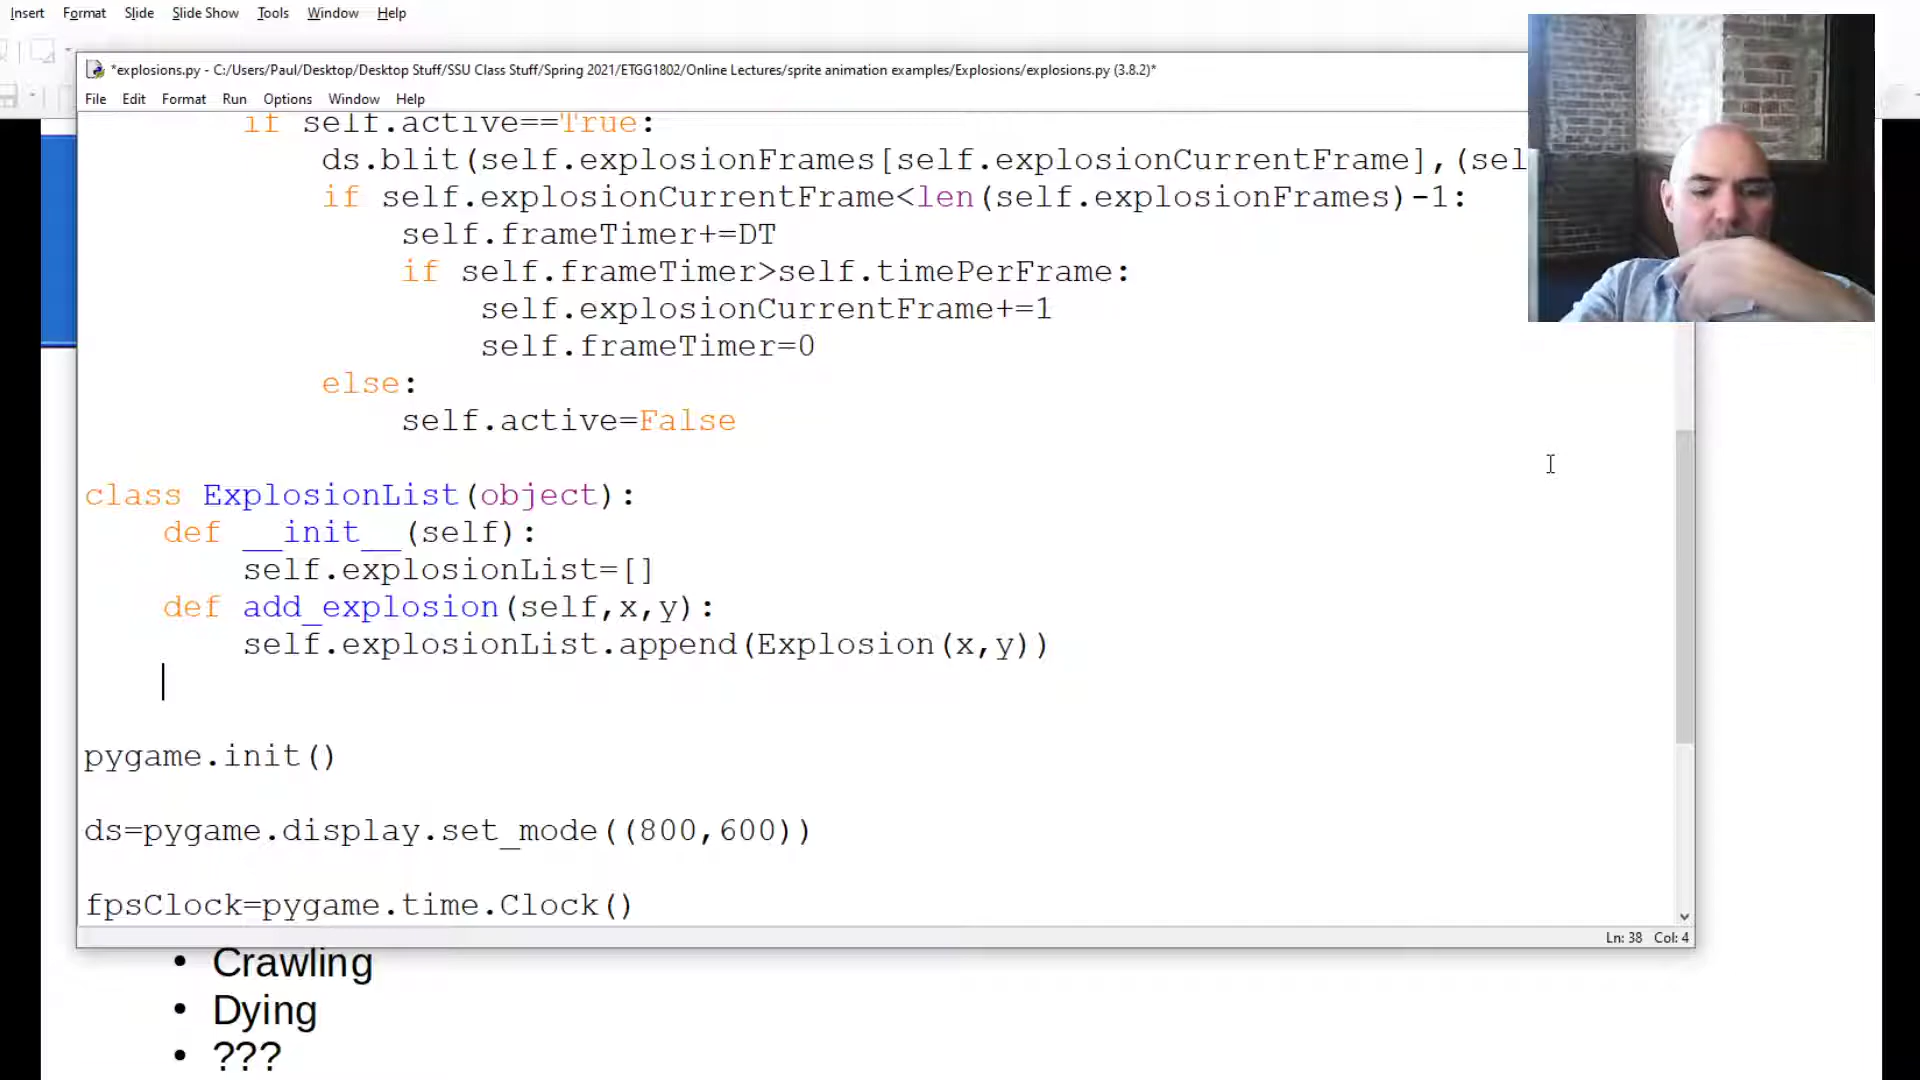 Insert Format Slide Slide Show Tools Window Help
*explosions.py - C:/Users/Paul/Desktop/Desktop Stuff/SSU Class Stuff/Spring 2021/ETGG1802/Online Lectures/sprite animation examples/Explosions/explosions.py (3.8.2)*
File Edit Format Run Options Window Help
if self.active==True:
ds.blit(self.explosionFrames[self.explosionCurrentFrame],(sel
if self.explosionCurrentFrame<len(self.explosionFrames)-1:
self.frameTimer+=DT
if self.frameTimer>self.timePerFrame:
self.explosionCurrentFrame+=1
self.frameTimer=0
else:
self.active=False
class ExplosionList(object):
def __init__(self):
self.explosionList=[]
def add_explosion(self,x,y):
self.explosionList.append(Explosion(x,y))
pygame.init()
ds=pygame.display.set_mode((800,600))
fpsClock=pygame.time.Clock()
Ln: 38 Col: 4
• Crawling
• Dying
• ???